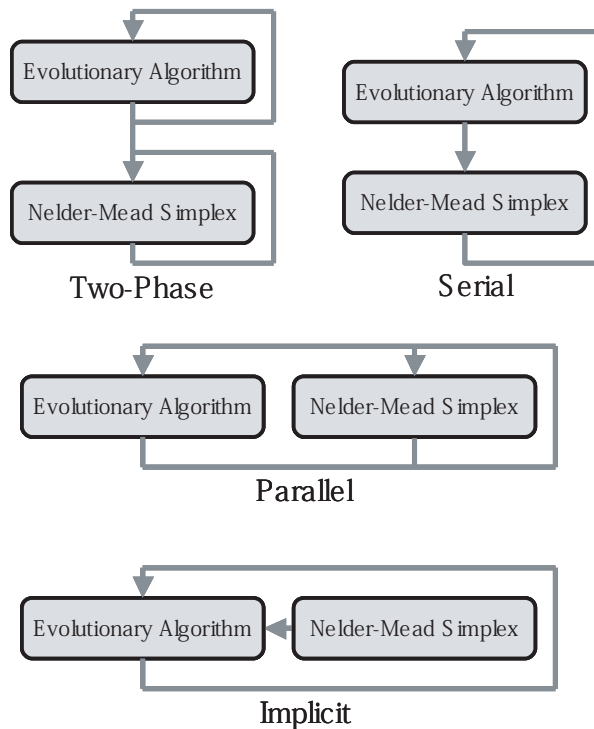 Evolutionary Algorithm
Nelder-Mead Simplex
Two-Phase
Evolutionary Algorithm
Nelder-Mead Simplex
Serial
Evolutionary Algorithm
Nelder-Mead Simplex
Parallel
Evolutionary Algorithm
Nelder-Mead Simplex
Implicit